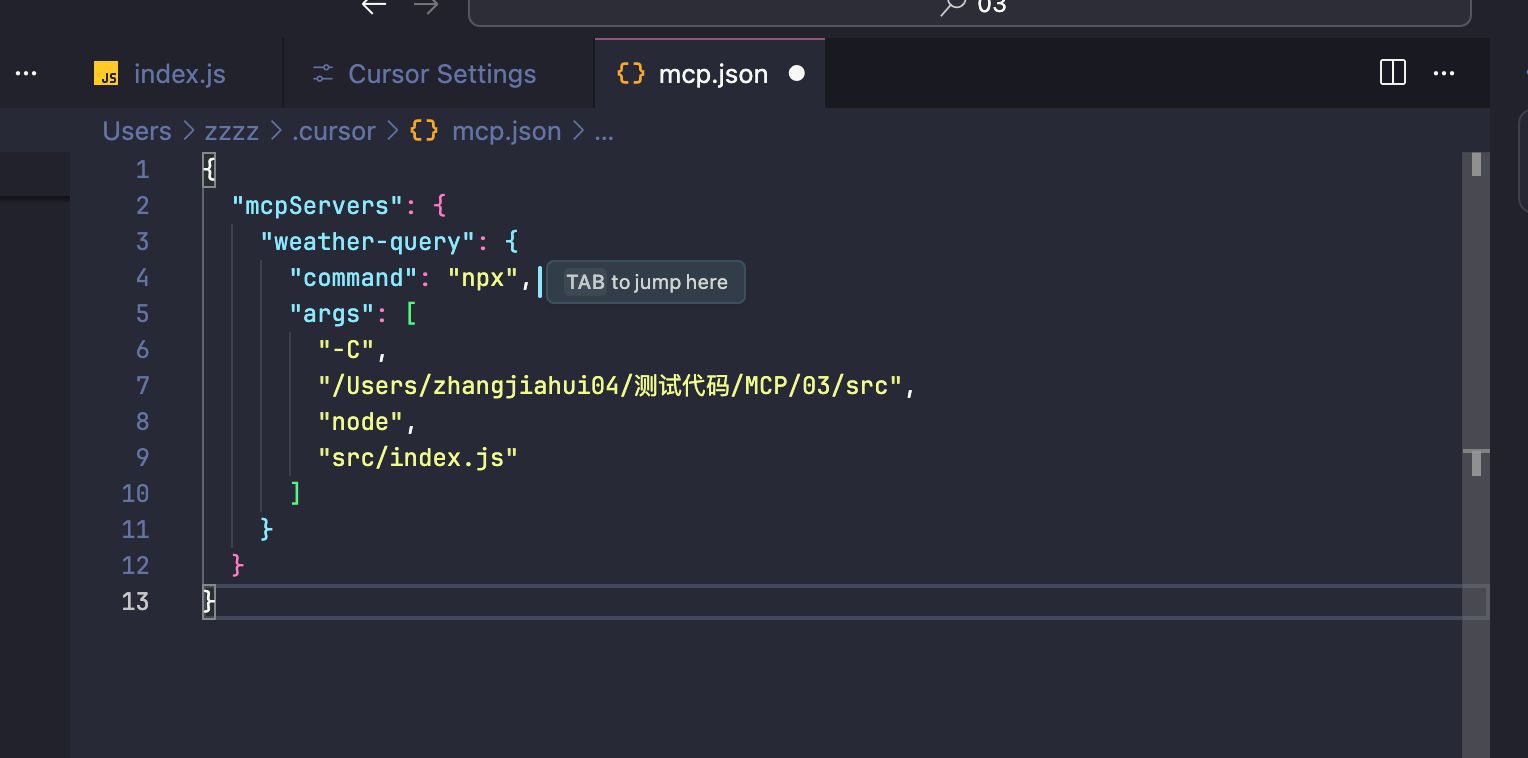 03
index.js
Cursor Settings
mcp.json
Users > zzzz > .cursor > {} mcp.json > ...
1 {
2 "mcpServers": {
3 "weather-query": {
4 "command": "npx", TAB to jump here
5 "args": [
6 "-C",
7 "/Users/zhangjiahui04/测试代码/MCP/03/src",
8 "node",
9 "src/index.js"
10 ]
11 }
12 }
13 }